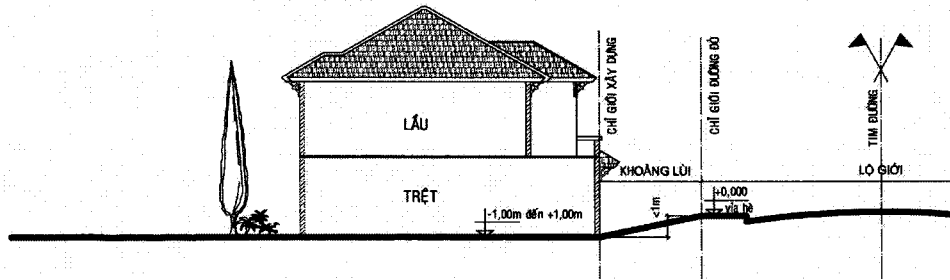 LẦU
TRỆT
-1,00m đến +1,00m
CHỈ GIỚI XÂY DỰNG
KHOẢNG LÙI
<1m
CHỈ GIỚI ĐƯỜNG ĐỎ
+0,000
vỉa hè
TIM ĐƯỜNG
LỘ GIỚI